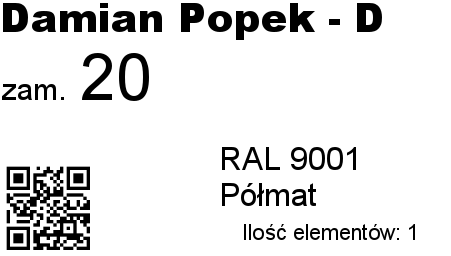 Damian Popek - D
zam. 20
RAL 9001
Półmat
Ilość elementów: 1